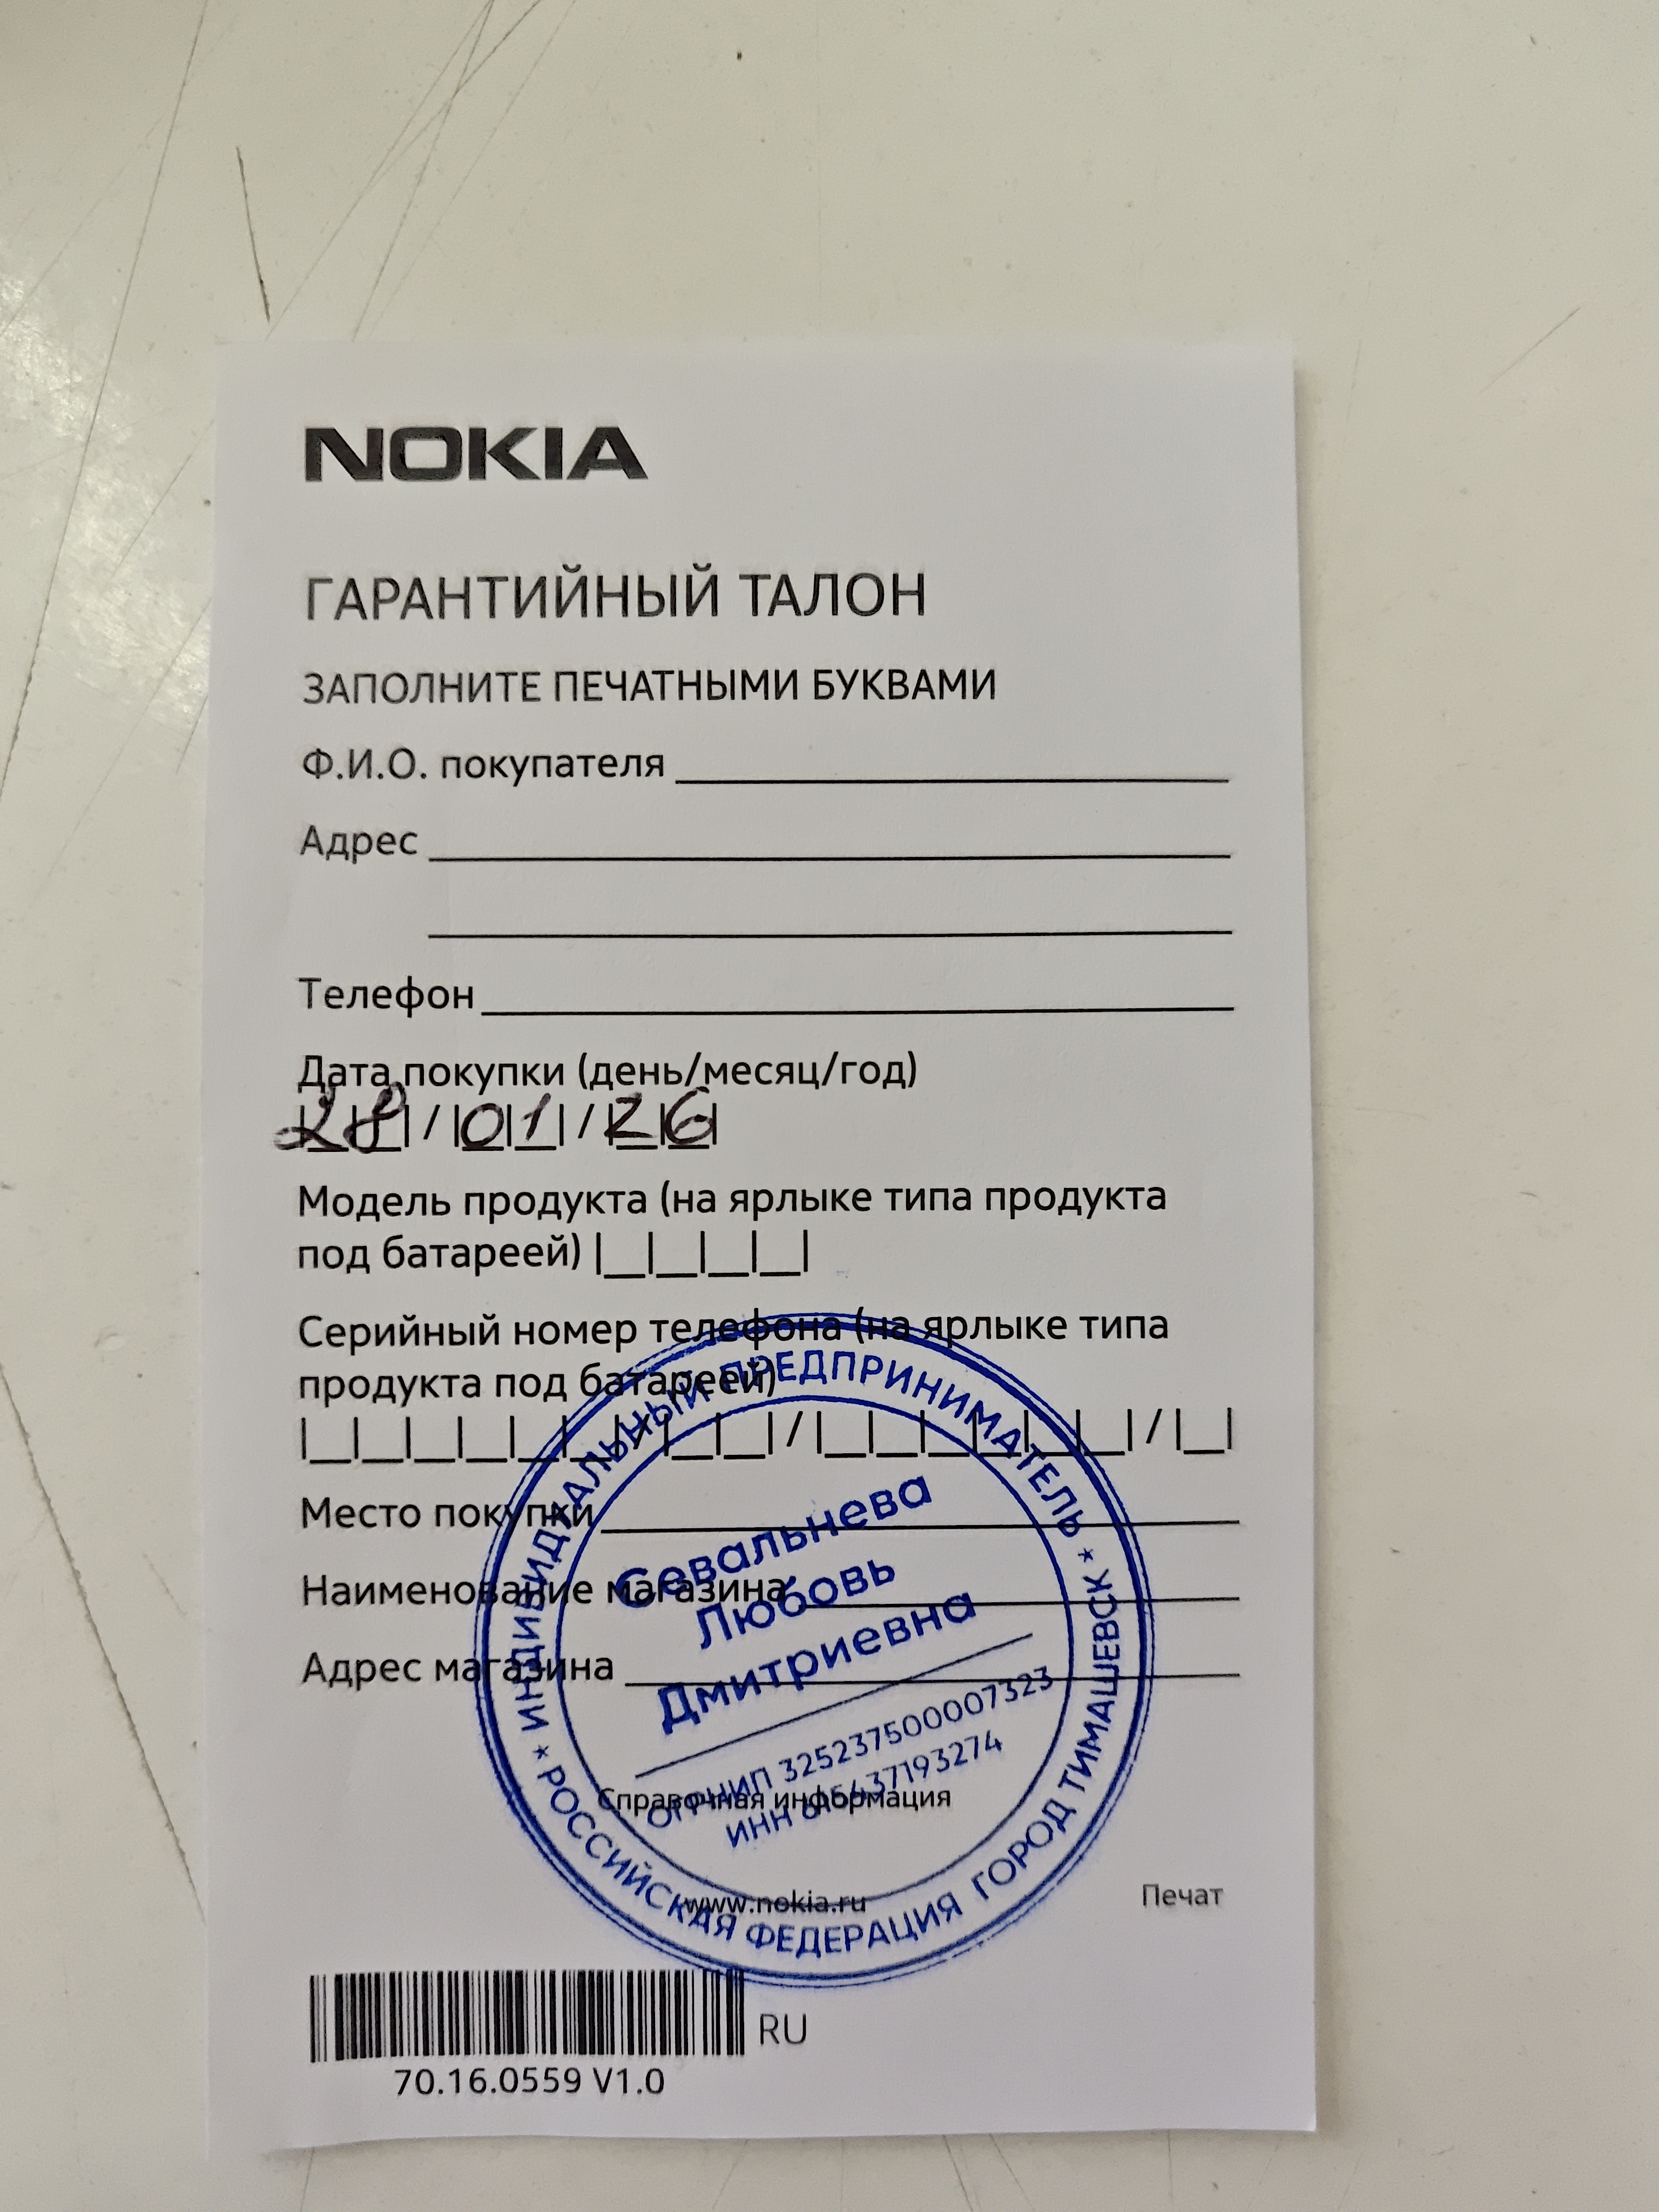 NOKIA
ГАРАНТИЙНЫЙ ТАЛОН
ЗАПОЛНИТЕ ПЕЧАТНЫМИ БУКВАМИ
Ф.И.О. покупателя
Адрес
Телефон
Дата покупки (день/месяц/год)
28/01/26
Модель продукта (на ярлыке типа продукта
под батареей)
Серийный номер телефона (на ярлыке типа
продукта под батареей)
Место покупки
Наименование магазина
Адрес магазина
Справочная информация
www.nokia.ru
Печат
RU
70.16.0559 V1.0
* ИНДИВИДУАЛЬНЫЙ ПРЕДПРИНИМАТЕЛЬ *
РОССИЙСКАЯ ФЕДЕРАЦИЯ ГОРОД ТИМАШЕВСК
Севальнева
Любовь
Дмитриевна
ОГРНИП 325237500007323
ИНН